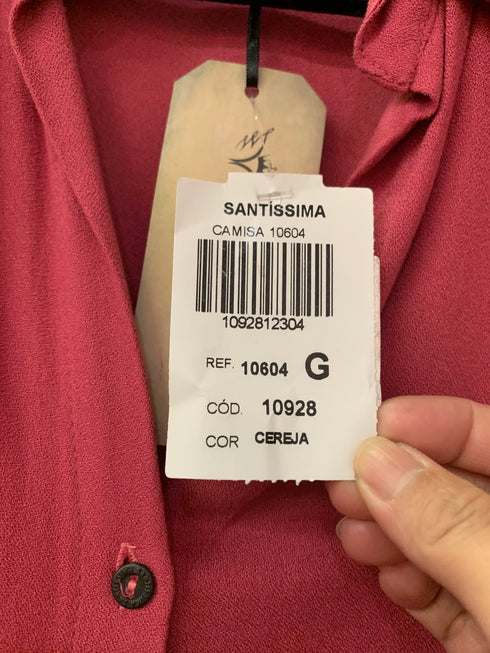 SANTÍSSIMA
CAMISA 10604
1092812304
REF. 10604 G
CÓD. 10928
COR CEREJA